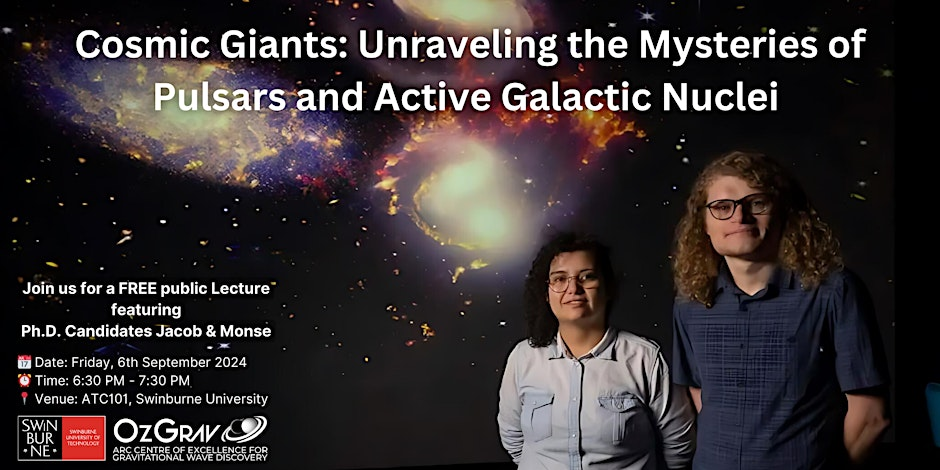 Cosmic Giants: Unraveling the Mysteries of
Pulsars and Active Galactic Nuclei
Join us for a FREE public Lecture
featuring
Ph.D. Candidates Jacob & Monse
Date: Friday, 6th September 2024
Time: 6:30 PM - 7:30 PM
Venue: ATC101, Swinburne University
SWIN
BUR
NE
SWINBURNE
UNIVERSITY OF
TECHNOLOGY
OZGRAV
ARC CENTRE OF EXCELLENCE FOR
GRAVITATIONAL WAVE DISCOVERY